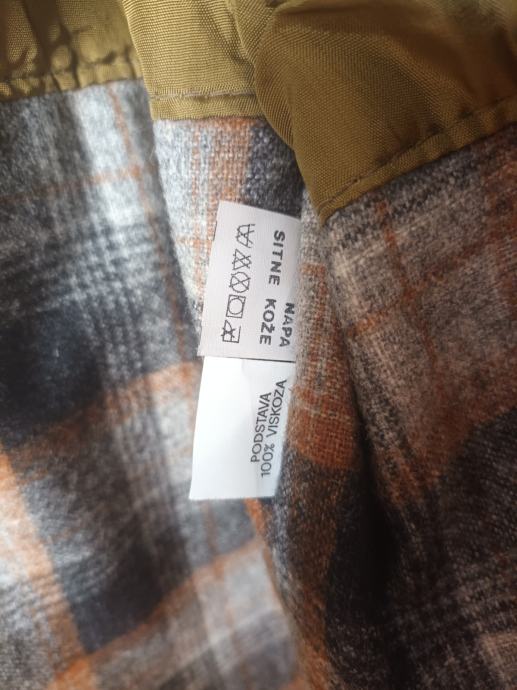 NAPA
SITNE KOŽE
PODSTAVA
100% VISKOZA